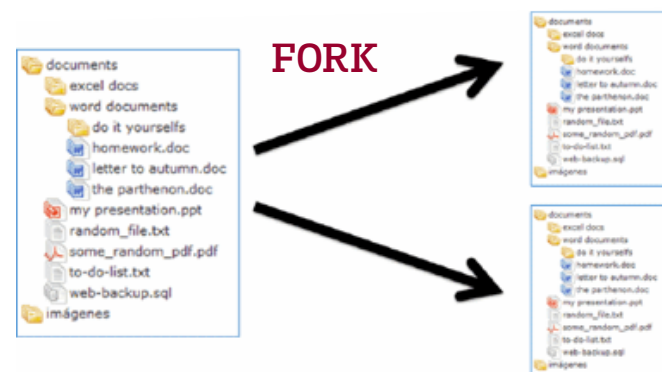 FORK
documents
excel docs
word documents
do it yourselfs
homework.doc
letter to autumn.doc
the parthenon.doc
my presentation.ppt
random_file.txt
some_random_pdf.pdf
to-do-list.txt
web-backup.sql
imágenes
documents
excel docs
word documents
do it yourselfs
homework.doc
letter to autumn.doc
the parthenon.doc
my presentation.ppt
random_file.txt
some_random_pdf.pdf
to-do-list.txt
web-backup.sql
imágenes
documents
excel docs
word documents
do it yourselfs
homework.doc
letter to autumn.doc
the parthenon.doc
my presentation.ppt
random_file.txt
some_random_pdf.pdf
to-do-list.txt
web-backup.sql
imágenes